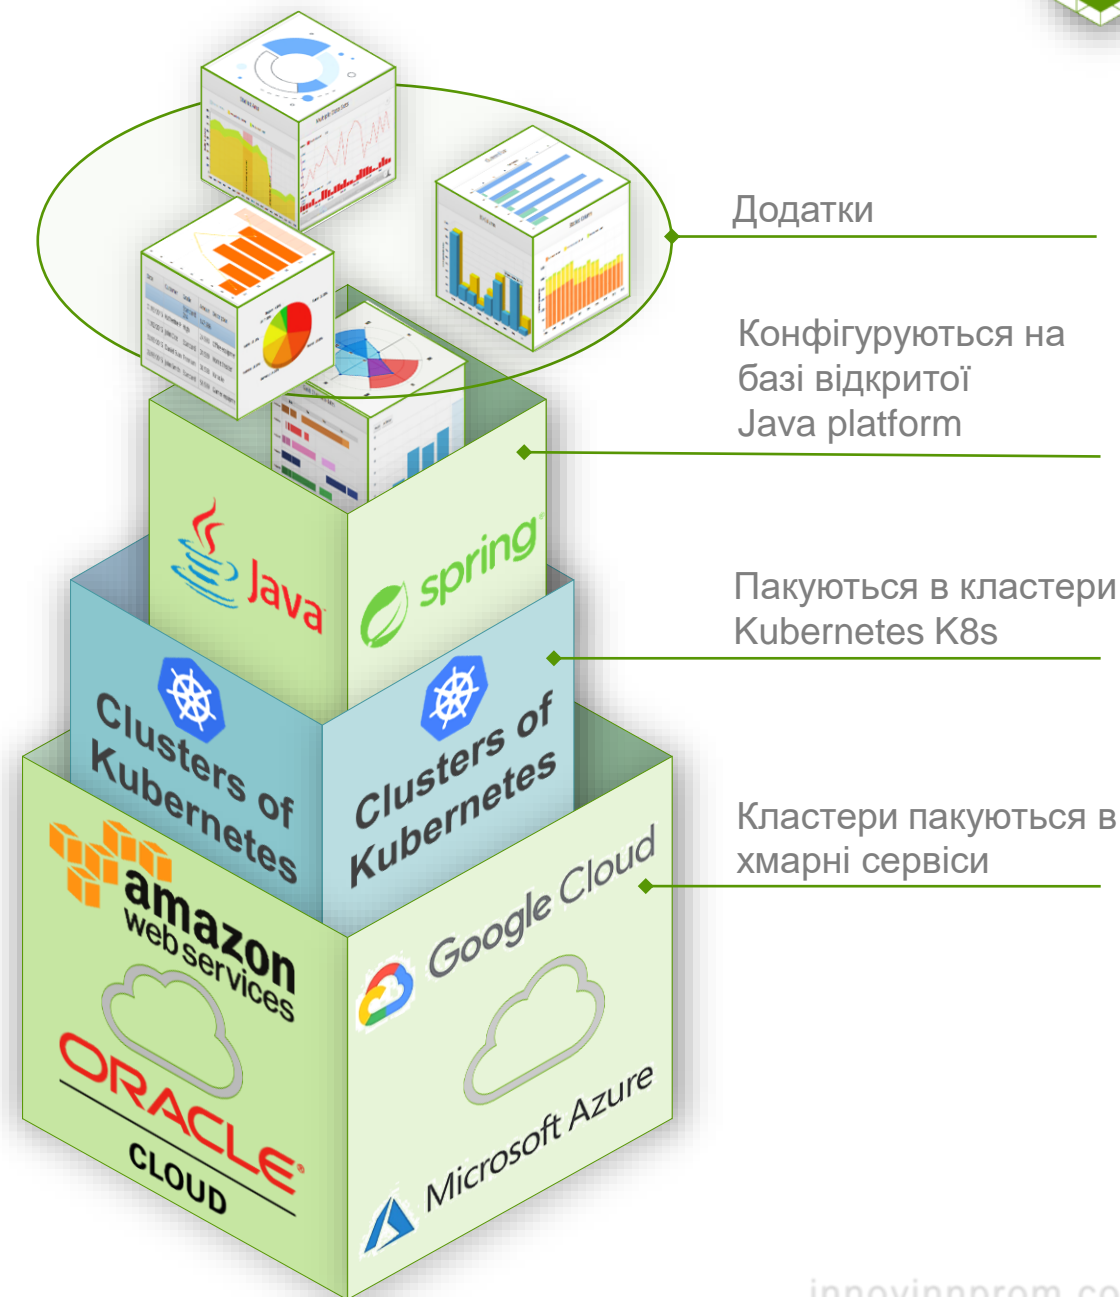 Додатки
Конфігуруються на
базі відкритої
Java platform
Java
spring
Пакуються в кластери
Kubernetes K8s
Clusters of
Kubernetes
Clusters of
Kubernetes
Кластери пакуються в
хмарні сервіси
amazon
web services
ORACLE
CLOUD
Google Cloud
Microsoft Azure